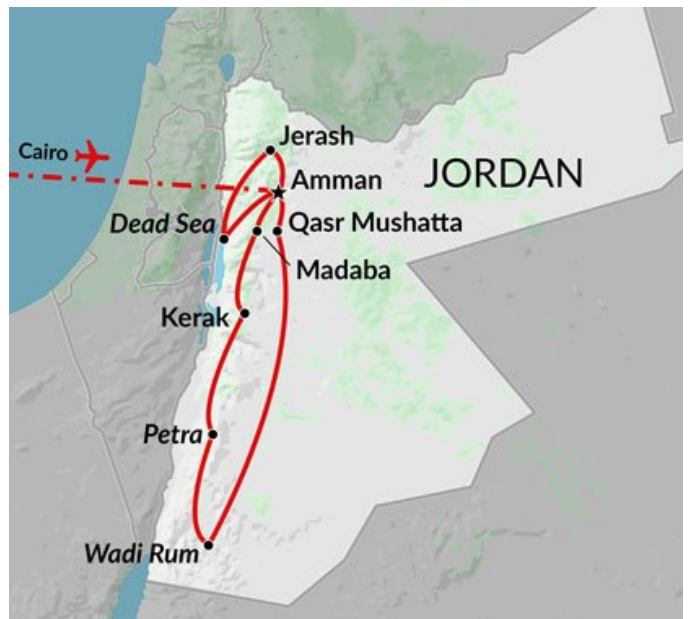 Jerash
Cairo
Amman
JORDAN
Dead Sea
Qasr Mushatta
Madaba
Kerak
Petra
Wadi Rum